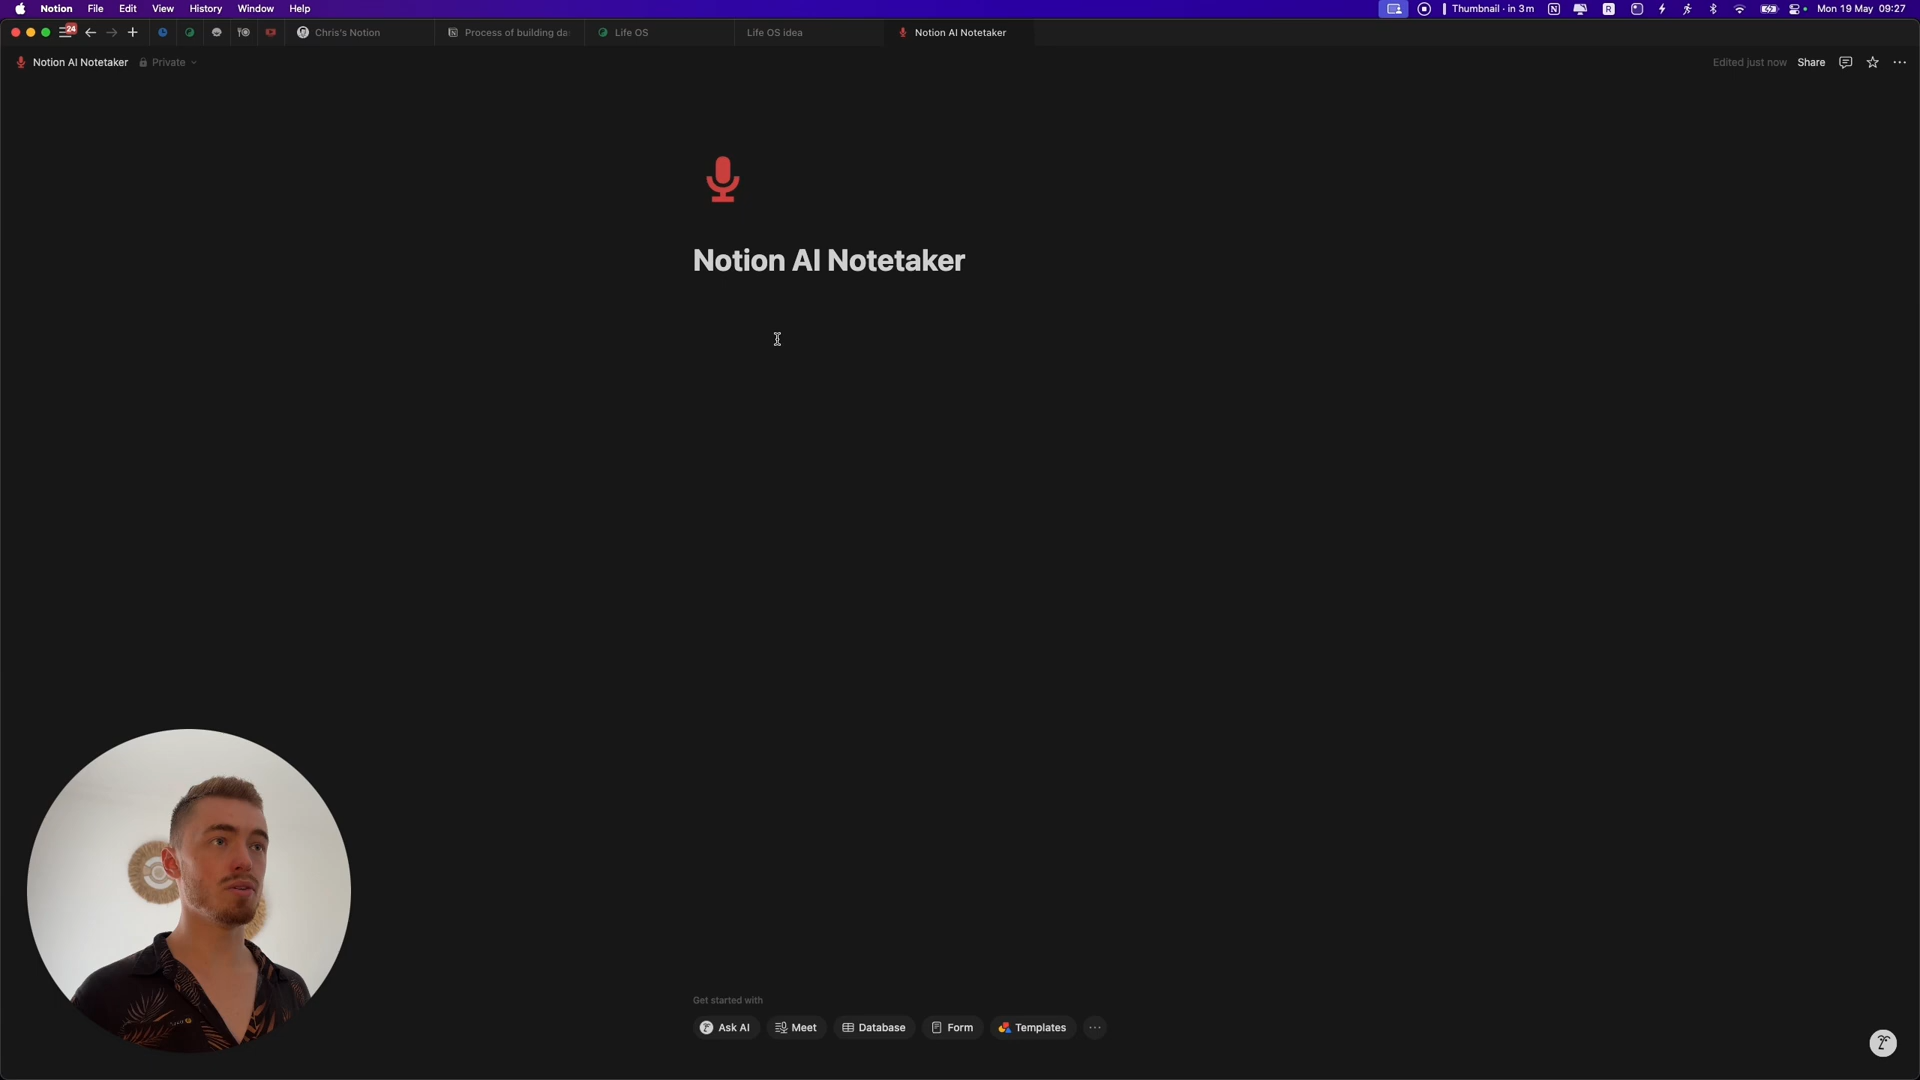 Notion File Edit View History Window Help
Thumbnail · in 3m
Mon 19 May 09:27
24
Chris's Notion
Process of building da
Life OS
Life OS idea
Notion AI Notetaker
Notion AI Notetaker Private
Edited just now Share
Notion AI Notetaker
Get started with
Ask AI Meet Database Form Templates